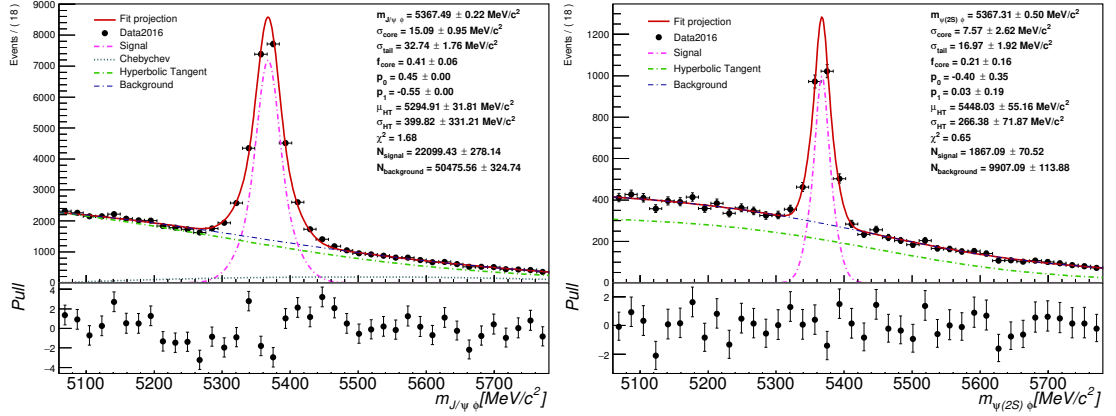 Events / ( 18 )
9000
8000
7000
6000
5000
4000
3000
2000
1000
0
Fit projection
Data2016
Signal
Chebychev
Hyperbolic Tangent
Background
m_{J/ψ ϕ} = 5367.49 ± 0.22 MeV/c²
σ_core = 15.09 ± 0.95 MeV/c²
σ_tail = 32.74 ± 1.76 MeV/c²
f_core = 0.41 ± 0.06
p_0 = 0.45 ± 0.00
p_1 = -0.55 ± 0.00
μ_HT = 5294.91 ± 31.81 MeV/c²
σ_HT = 399.82 ± 331.21 MeV/c²
χ² = 1.68
N_signal = 22099.43 ± 278.14
N_background = 50475.56 ± 324.74
Pull
4
2
0
−2
−4
5100 5200 5300 5400 5500 5600 5700
m_{J/ψ ϕ}[MeV/c²]
Events / ( 18 )
1200
1000
800
600
400
200
0
Fit projection
Data2016
Signal
Hyperbolic Tangent
Background
m_{ψ(2S) ϕ} = 5367.31 ± 0.50 MeV/c²
σ_core = 7.57 ± 2.62 MeV/c²
σ_tail = 16.97 ± 1.92 MeV/c²
f_core = 0.21 ± 0.16
p_0 = -0.40 ± 0.35
p_1 = 0.03 ± 0.19
μ_HT = 5448.03 ± 55.16 MeV/c²
σ_HT = 266.38 ± 71.87 MeV/c²
χ² = 0.65
N_signal = 1867.09 ± 70.52
N_background = 9907.09 ± 113.88
Pull
2
0
−2
5100 5200 5300 5400 5500 5600 5700
m_{ψ(2S) ϕ}[MeV/c²]